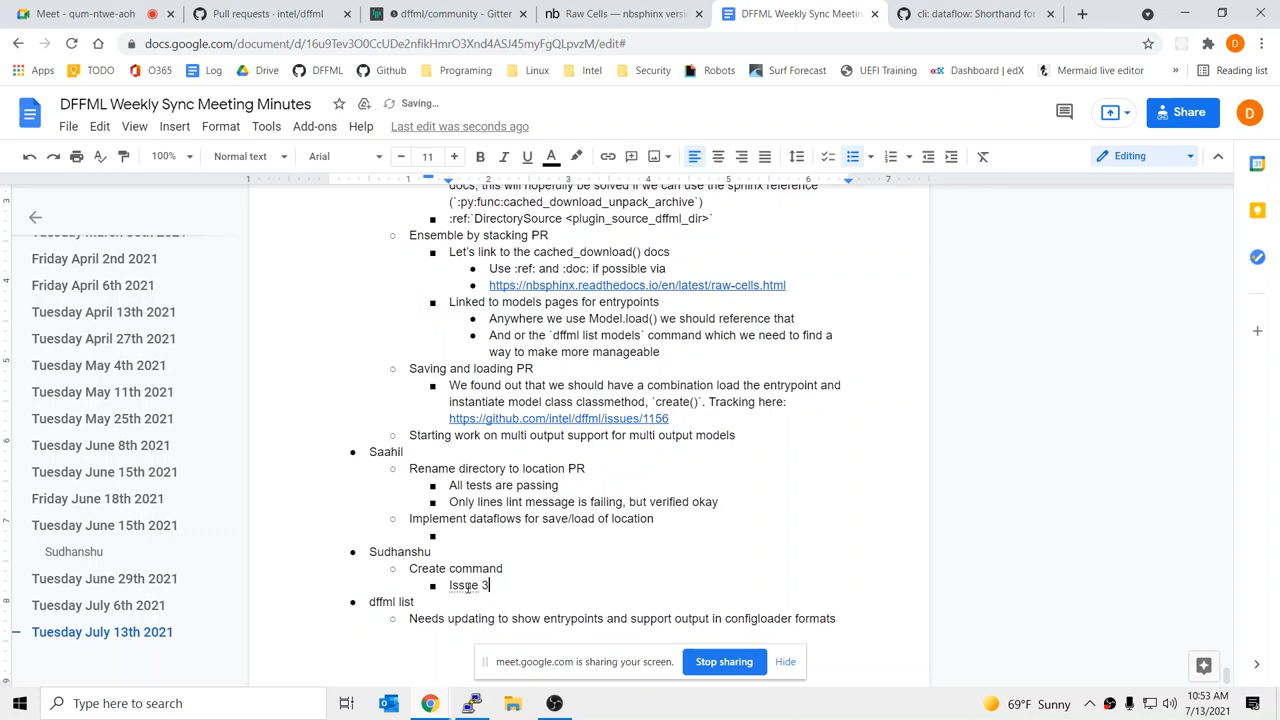 Pull requests · intel/dffml
dffml/community - Gitter
Raw Cells — nbsphinx version
DFFML Weekly Sync Meeting Minutes
cli: dataflow: Shorthand for
docs.google.com/document/d/16u9Tev3O0CcUDe2nfikHmrO3Xnd4ASJ45myFgQLpvzM/edit#
Apps TODO O365 Log Drive DFFML Github Programing Linux Intel Security Robots Surf Forecast UEFI Training Dashboard | edX Mermaid live editor » Reading list
DFFML Weekly Sync Meeting Minutes Saving…
File Edit View Insert Format Tools Add-ons Help Last edit was seconds ago
Share D
100% Normal text Arial 11 Editing
Friday April 2nd 2021
Friday April 6th 2021
Tuesday April 13th 2021
Tuesday April 27th 2021
Tuesday May 4th 2021
Tuesday May 11th 2021
Tuesday May 25th 2021
Tuesday June 8th 2021
Tuesday June 15th 2021
Friday June 18th 2021
Tuesday June 15th 2021
Sudhanshu
Tuesday June 29th 2021
Tuesday July 6th 2021
Tuesday July 13th 2021
docs, this will hopefully be solved if we can use the sphinx reference
(`:py:func:cached_download_unpack_archive`)
:ref:`DirectorySource <plugin_source_dffml_dir>`
Ensemble by stacking PR
Let's link to the cached_download() docs
Use :ref: and :doc: if possible via
https://nbsphinx.readthedocs.io/en/latest/raw-cells.html
Linked to models pages for entrypoints
Anywhere we use Model.load() we should reference that
And or the `dffml list models` command which we need to find a
way to make more manageable
Saving and loading PR
We found out that we should have a combination load the entrypoint and
instantiate model class classmethod, `create()`. Tracking here:
https://github.com/intel/dffml/issues/1156
Starting work on multi output support for multi output models
Saahil
Rename directory to location PR
All tests are passing
Only lines lint message is failing, but verified okay
Implement dataflows for save/load of location
Sudhanshu
Create command
Issue 3
dffml list
Needs updating to show entrypoints and support output in configloader formats
meet.google.com is sharing your screen. Stop sharing Hide
Type here to search
69°F Sunny
10:53 AM
7/13/2021